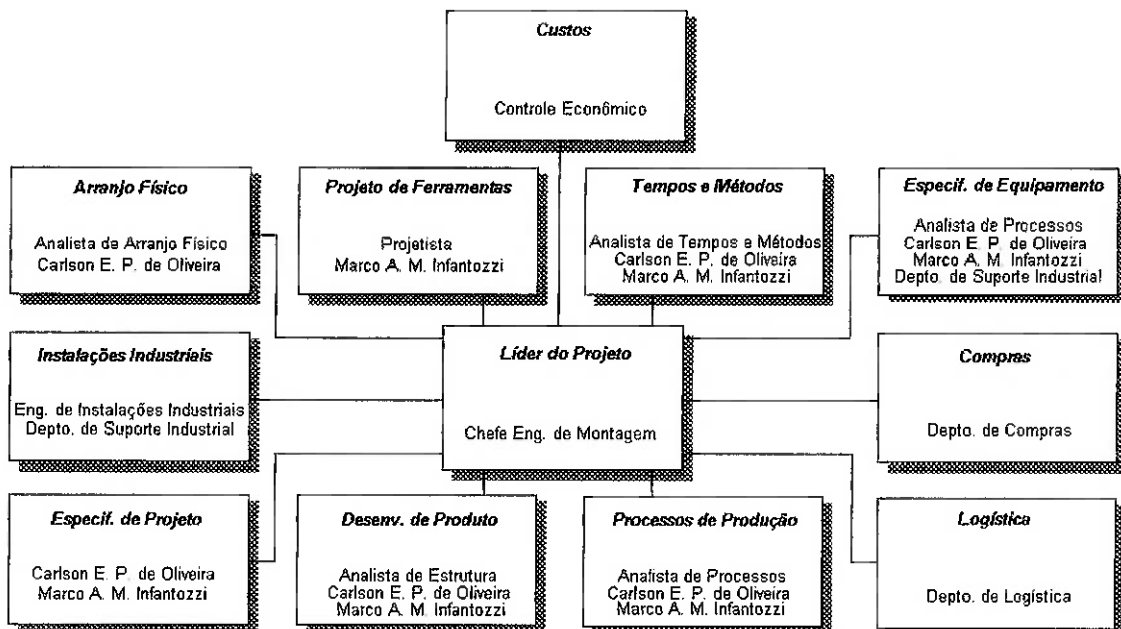 Custos
Controle Econômico
Arranjo Físico
Analista de Arranjo Físico
Carlson E. P. de Oliveira
Projeto de Ferramentas
Projetista
Marco A. M. Infantozzi
Tempos e Métodos
Analista de Tempos e Métodos
Carlson E. P. de Oliveira
Marco A. M. Infantozzi
Especif. de Equipamento
Analista de Processos
Carlson E. P. de Oliveira
Marco A. M. Infantozzi
Depto. de Suporte Industrial
Instalações Industriais
Eng. de Instalações Industriais
Depto. de Suporte Industrial
Líder do Projeto
Chefe Eng. de Montagem
Compras
Depto. de Compras
Especif. de Projeto
Carlson E. P. de Oliveira
Marco A. M. Infantozzi
Desenv. de Produto
Analista de Estrutura
Carlson E. P. de Oliveira
Marco A. M. Infantozzi
Processos de Produção
Analista de Processos
Carlson E. P. de Oliveira
Marco A. M. Infantozzi
Logística
Depto. de Logística